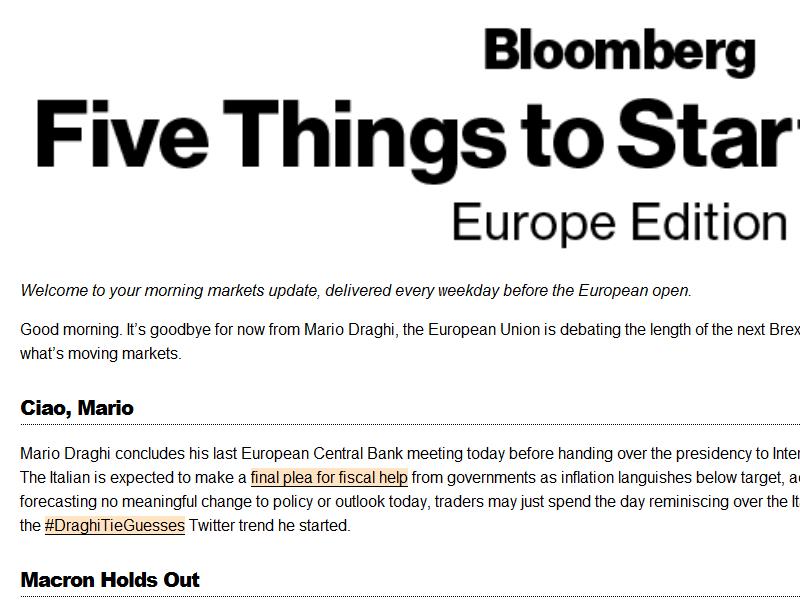 Bloomberg
Five Things to Star
Europe Edition
Welcome to your morning markets update, delivered every weekday before the European open.
Good morning. It’s goodbye for now from Mario Draghi, the European Union is debating the length of the next Brex
what’s moving markets.
Ciao, Mario
Mario Draghi concludes his last European Central Bank meeting today before handing over the presidency to Inter
The Italian is expected to make a final plea for fiscal help from governments as inflation languishes below target, a
forecasting no meaningful change to policy or outlook today, traders may just spend the day reminiscing over the It
the #DraghiTieGuesses Twitter trend he started.
Macron Holds Out